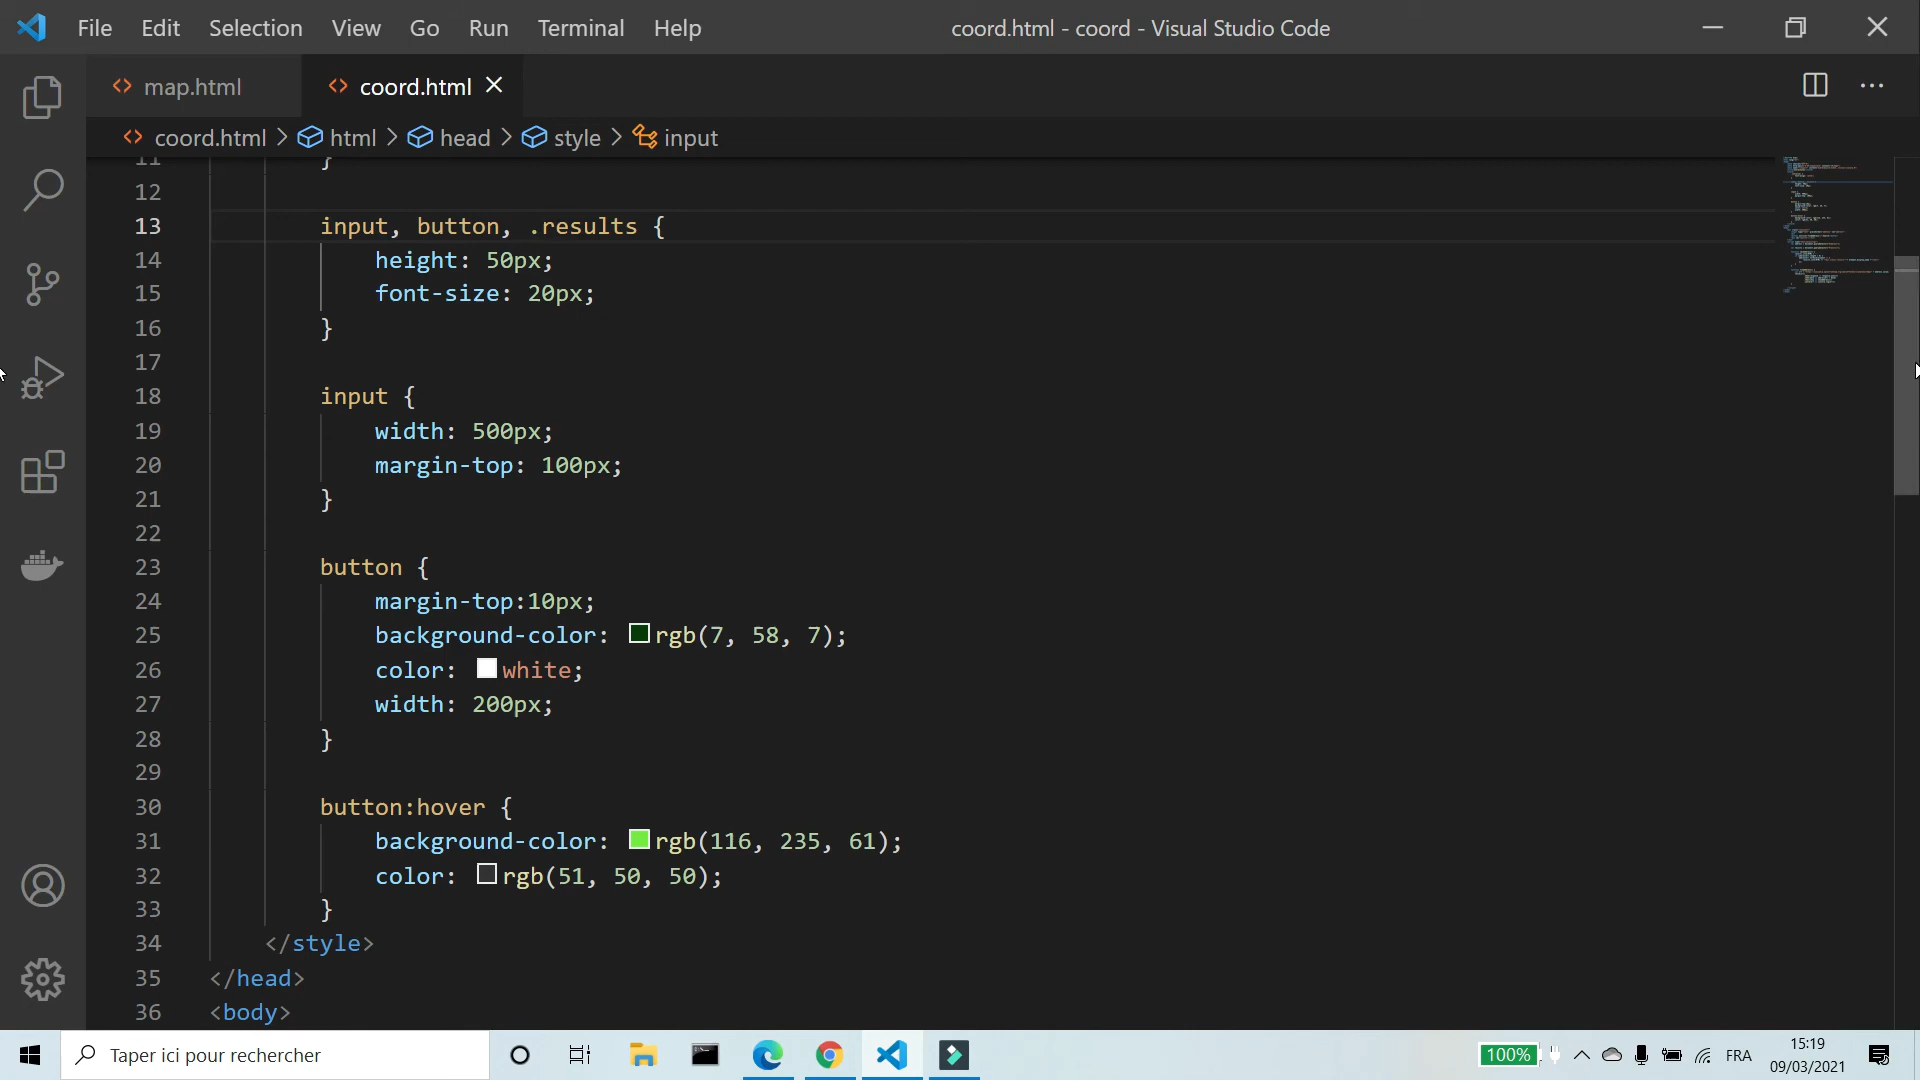 File Edit Selection View Go Run Terminal Help coord.html - coord - Visual Studio Code
map.html coord.html
coord.html > html > head > style > input
11 }
12
13 input, button, .results {
14 height: 50px;
15 font-size: 20px;
16 }
17
18 input {
19 width: 500px;
20 margin-top: 100px;
21 }
22
23 button {
24 margin-top:10px;
25 background-color: rgb(7, 58, 7);
26 color: white;
27 width: 200px;
28 }
29
30 button:hover {
31 background-color: rgb(116, 235, 61);
32 color: rgb(51, 50, 50);
33 }
34 </style>
35 </head>
36 <body>
Taper ici pour rechercher 100% FRA 15:19
09/03/2021